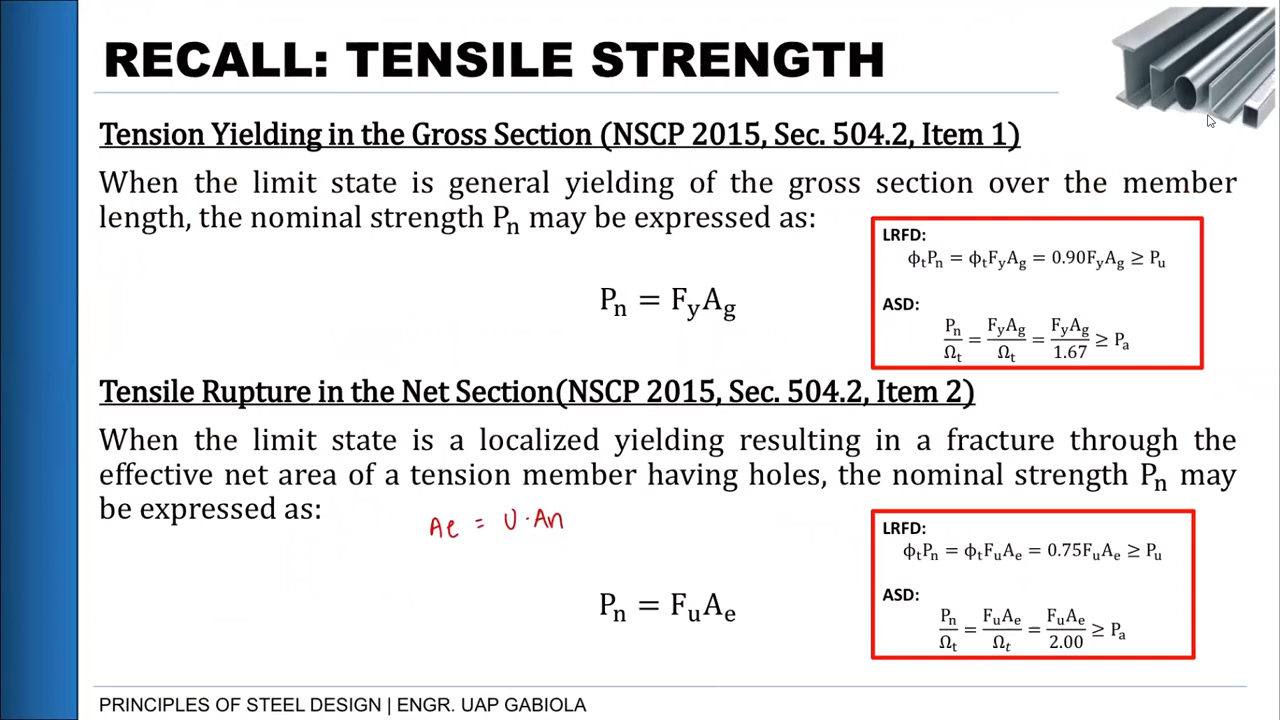 RECALL: TENSILE STRENGTH
Tension Yielding in the Gross Section (NSCP 2015, Sec. 504.2, Item 1)
When the limit state is general yielding of the gross section over the member
length, the nominal strength Pₙ may be expressed as:
Pₙ = F_yA_g
LRFD:
ϕₜPₙ = ϕₜF_yA_g = 0.90F_yA_g ≥ Pᵤ
ASD:
Pₙ/Ωₜ = F_yA_g/Ωₜ = F_yA_g/1.67 ≥ Pₐ
Tensile Rupture in the Net Section(NSCP 2015, Sec. 504.2, Item 2)
When the limit state is a localized yielding resulting in a fracture through the
effective net area of a tension member having holes, the nominal strength Pₙ may
be expressed as:
Ae = U·An
Pₙ = FᵤAₑ
LRFD:
ϕₜPₙ = ϕₜFᵤAₑ = 0.75FᵤAₑ ≥ Pᵤ
ASD:
Pₙ/Ωₜ = FᵤAₑ/Ωₜ = FᵤAₑ/2.00 ≥ Pₐ
PRINCIPLES OF STEEL DESIGN | ENGR. UAP GABIOLA